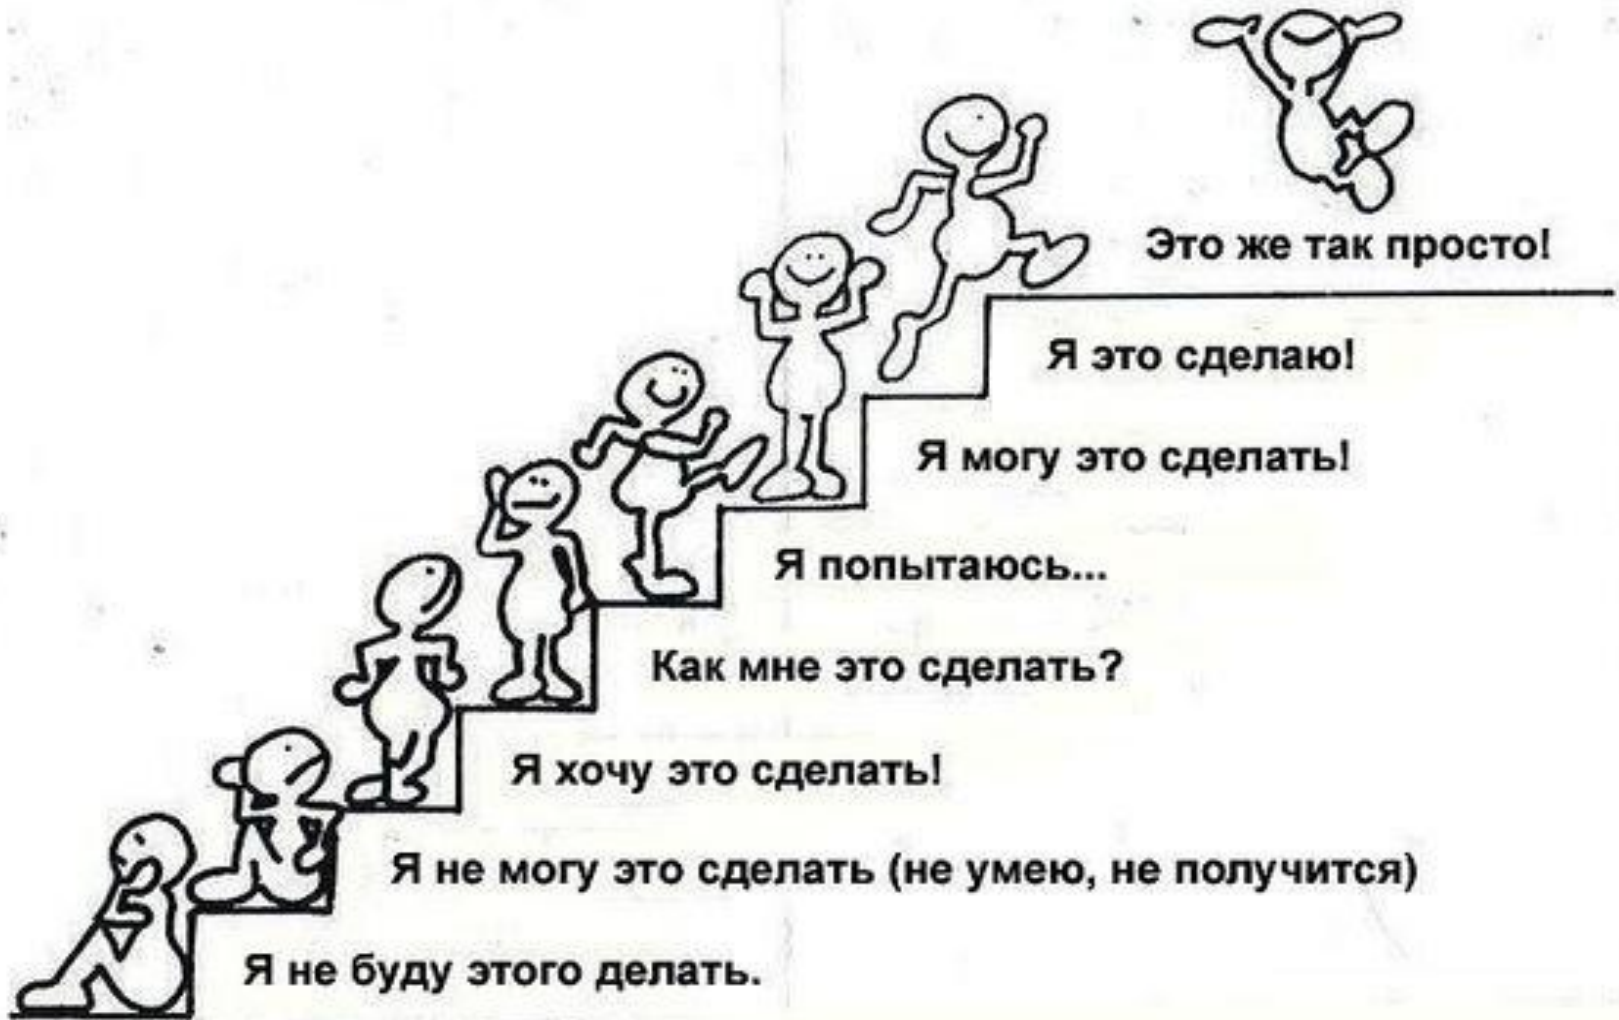 Это же так просто!
Я это сделаю!
Я могу это сделать!
Я попытаюсь...
Как мне это сделать?
Я хочу это сделать!
Я не могу это сделать (не умею, не получится)
Я не буду этого делать.